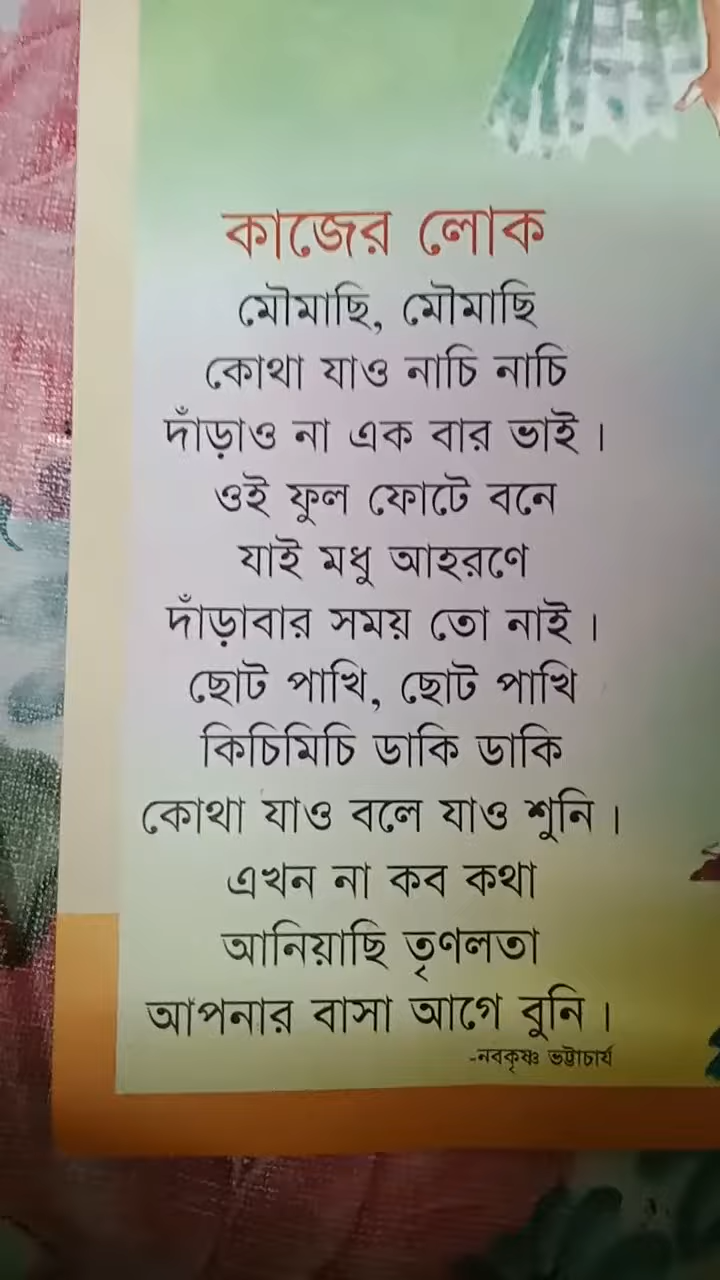 কাজের লোক
মৌমাছি, মৌমাছি
কোথা যাও নাচি নাচি
দাঁড়াও না এক বার ভাই ।
ওই ফুল ফোটে বনে
যাই মধু আহরণে
দাঁড়াবার সময় তো নাই ।
ছোট পাখি, ছোট পাখি
কিচিমিচি ডাকি ডাকি
কোথা যাও বলে যাও শুনি ।
এখন না কব কথা
আনিয়াছি তৃণলতা
আপনার বাসা আগে বুনি ।
-নবকৃষ্ণ ভট্টাচার্য